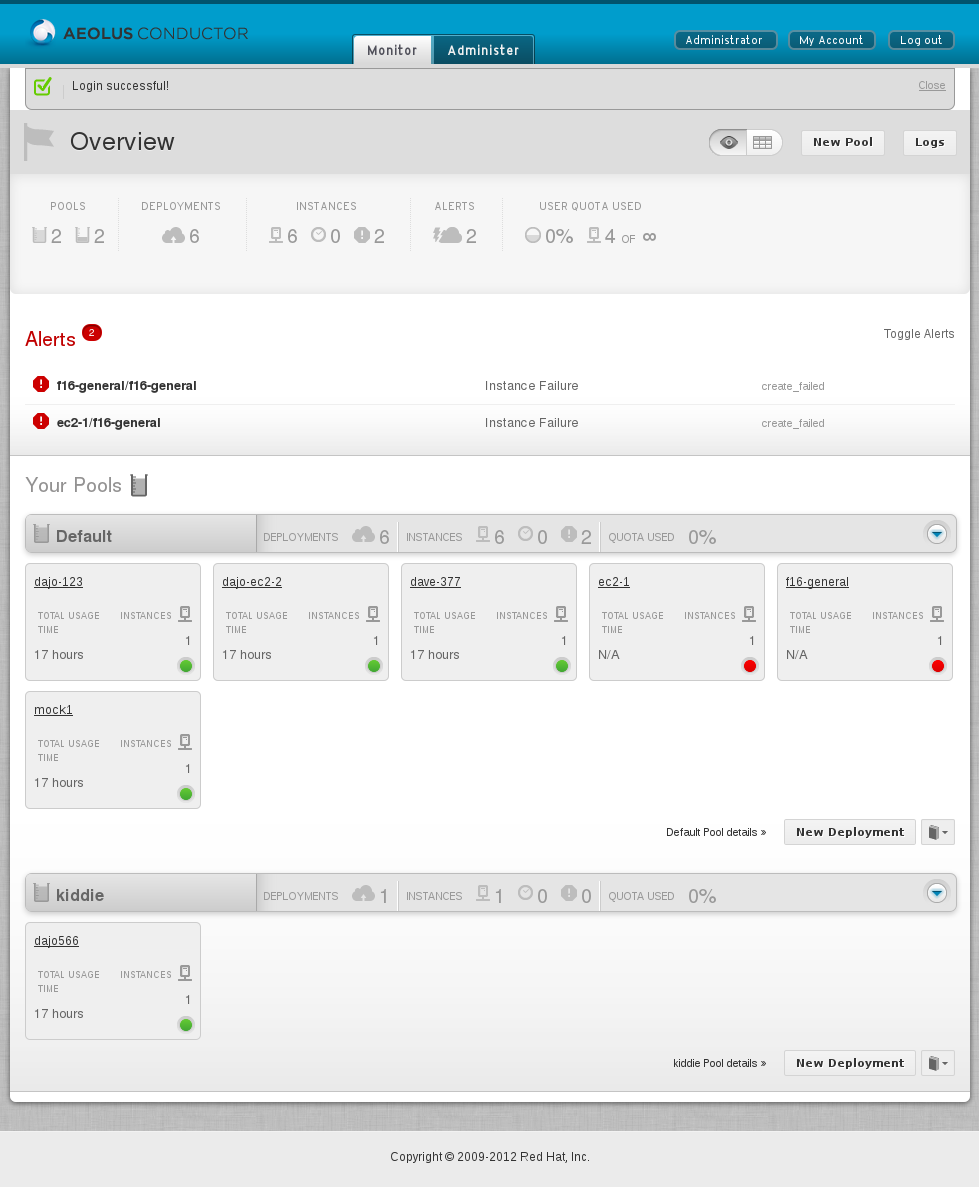 AEOLUS CONDUCTOR
Monitor
Administer
Administrator
My Account
Log out
Login successful!
Close
Overview
New Pool
Logs
POOLS
DEPLOYMENTS
INSTANCES
ALERTS
USER QUOTA USED
2 2
6
6 0 2
2
0% 4 OF ∞
Alerts 2
Toggle Alerts
f16-general/f16-general Instance Failure create_failed
ec2-1/f16-general Instance Failure create_failed
Your Pools
Default DEPLOYMENTS 6 INSTANCES 6 0 2 QUOTA USED 0%
dajo-123
TOTAL USAGE TIME
INSTANCES
1
17 hours
dajo-ec2-2
TOTAL USAGE TIME
INSTANCES
1
17 hours
dave-377
TOTAL USAGE TIME
INSTANCES
1
17 hours
ec2-1
TOTAL USAGE TIME
INSTANCES
1
N/A
f16-general
TOTAL USAGE TIME
INSTANCES
1
N/A
mock1
TOTAL USAGE TIME
INSTANCES
1
17 hours
Default Pool details »
New Deployment
kiddie DEPLOYMENTS 1 INSTANCES 1 0 0 QUOTA USED 0%
dajo566
TOTAL USAGE TIME
INSTANCES
1
17 hours
kiddie Pool details »
New Deployment
Copyright © 2009-2012 Red Hat, Inc.